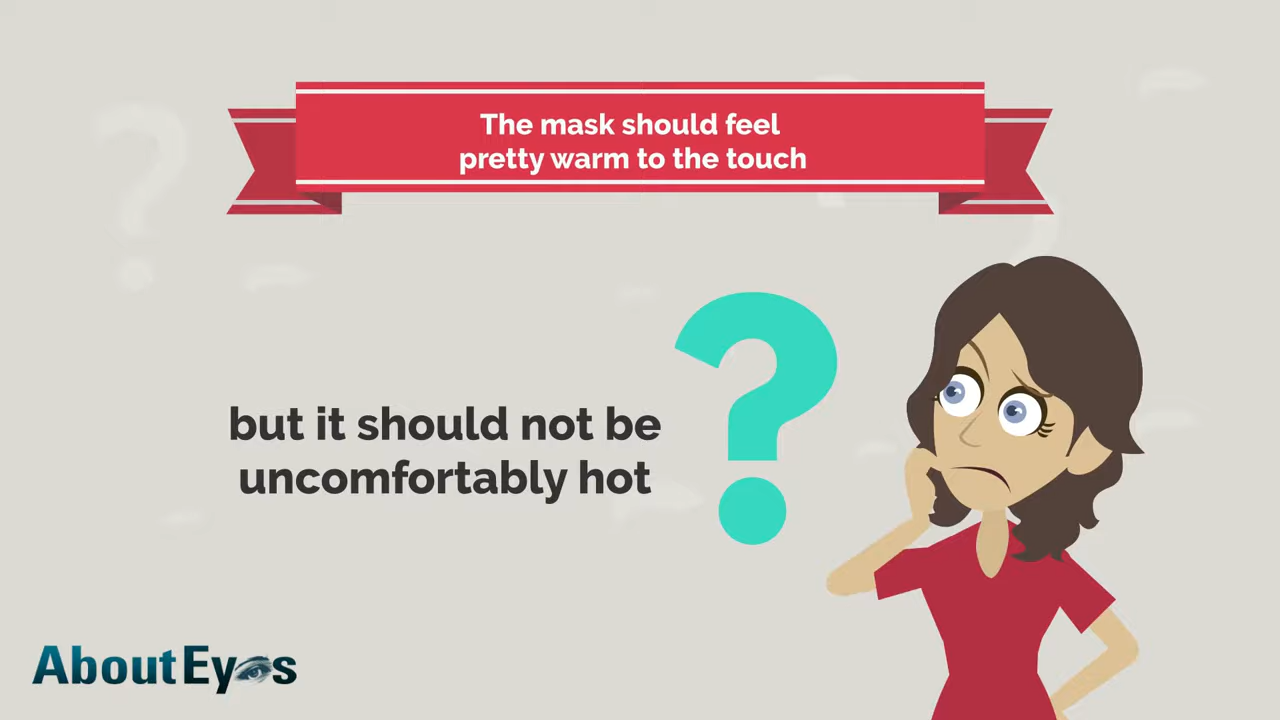 The mask should feel
pretty warm to the touch
but it should not be
uncomfortably hot
?
AboutEyes